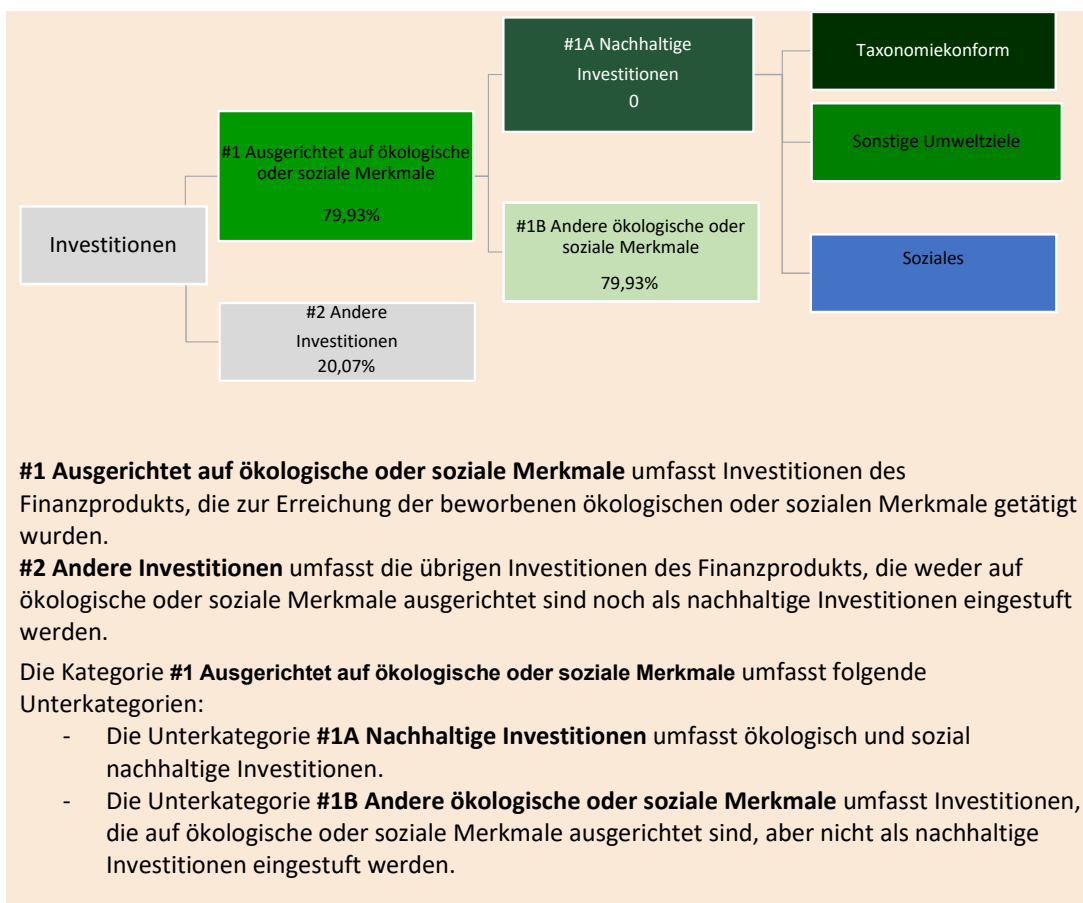 #1A Nachhaltige
Investitionen
0
Taxonomiekonform
#1 Ausgerichtet auf ökologische
oder soziale Merkmale
79,93%
Sonstige Umweltziele
Investitionen
#1B Andere ökologische oder
soziale Merkmale
79,93%
Soziales
#2 Andere
Investitionen
20,07%
#1 Ausgerichtet auf ökologische oder soziale Merkmale umfasst Investitionen des
Finanzprodukts, die zur Erreichung der beworbenen ökologischen oder sozialen Merkmale getätigt
wurden.
#2 Andere Investitionen umfasst die übrigen Investitionen des Finanzprodukts, die weder auf
ökologische oder soziale Merkmale ausgerichtet sind noch als nachhaltige Investitionen eingestuft
werden.
Die Kategorie #1 Ausgerichtet auf ökologische oder soziale Merkmale umfasst folgende
Unterkategorien:
- Die Unterkategorie #1A Nachhaltige Investitionen umfasst ökologisch und sozial
nachhaltige Investitionen.
- Die Unterkategorie #1B Andere ökologische oder soziale Merkmale umfasst Investitionen,
die auf ökologische oder soziale Merkmale ausgerichtet sind, aber nicht als nachhaltige
Investitionen eingestuft werden.